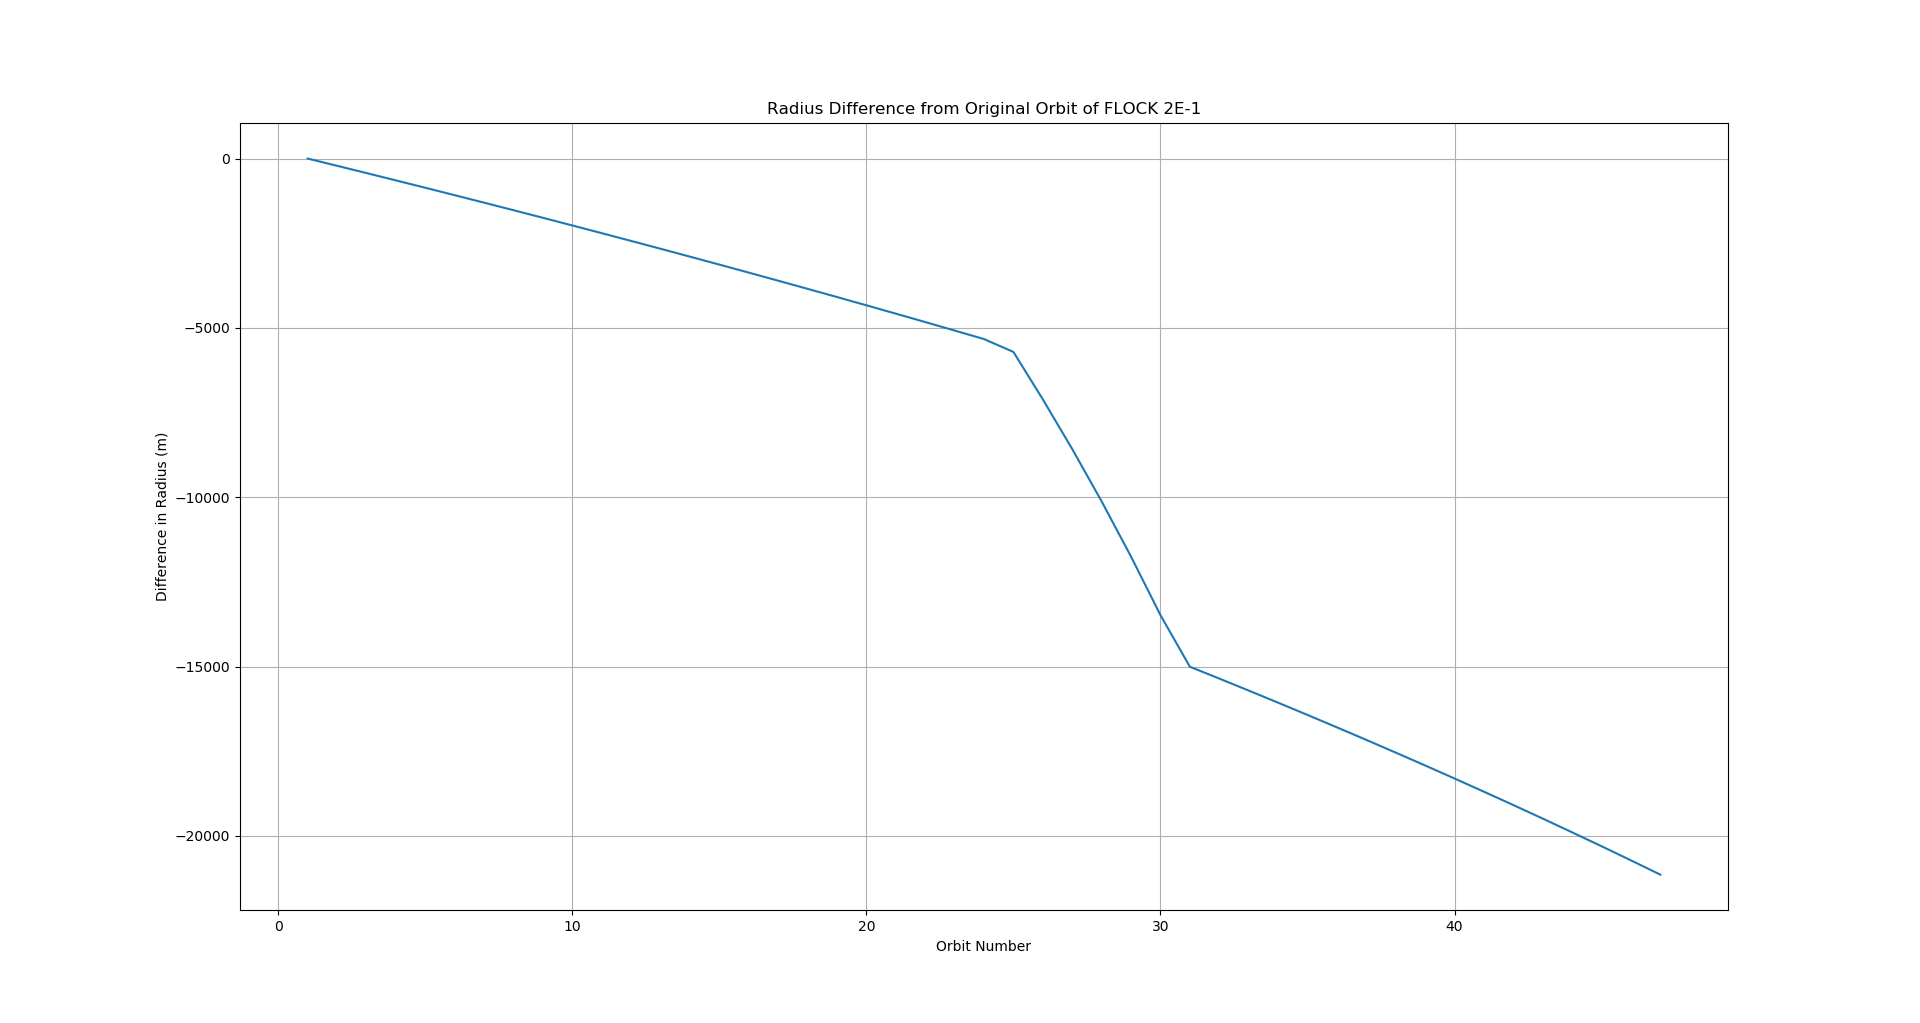 Radius Difference from Original Orbit of FLOCK 2E-1
0
−5000
−10000
−15000
−20000
Difference in Radius (m)
0 10 20 30 40
Orbit Number